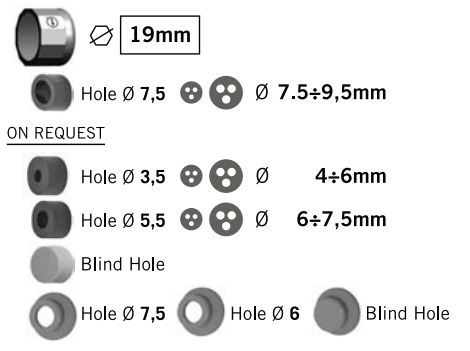 19mm
Hole Ø 7,5 Ø 7.5÷9,5mm
ON REQUEST
Hole Ø 3,5 Ø 4÷6mm
Hole Ø 5,5 Ø 6÷7,5mm
Blind Hole
Hole Ø 7,5 Hole Ø 6 Blind Hole